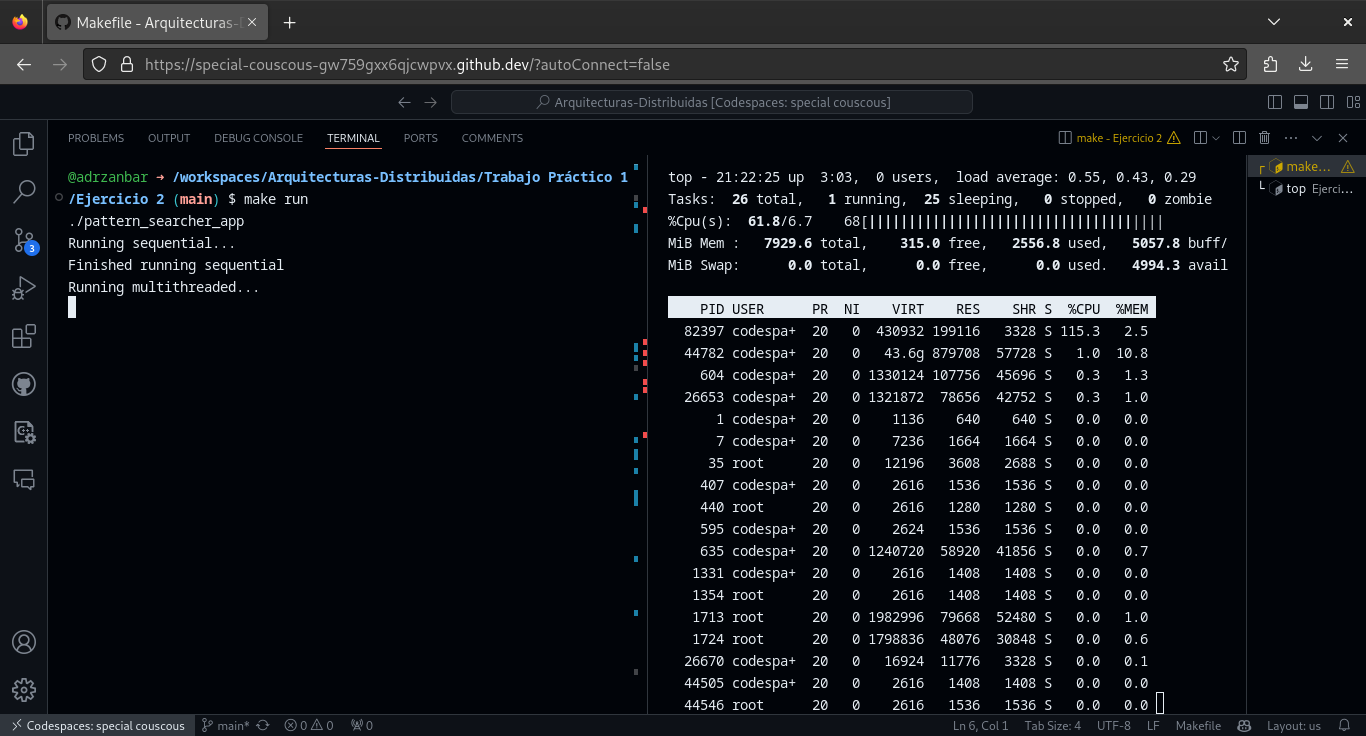 Makefile - Arquitecturas-D
https://special-couscous-gw759gxx6qjcwpvx.github.dev/?autoConnect=false
Arquitecturas-Distribuidas [Codespaces: special couscous]
PROBLEMS OUTPUT DEBUG CONSOLE TERMINAL PORTS COMMENTS
make - Ejercicio 2
@adrzanbar ➜ /workspaces/Arquitecturas-Distribuidas/Trabajo Práctico 1
/Ejercicio 2 (main) $ make run
./pattern_searcher_app
Running sequential...
Finished running sequential
Running multithreaded...
top - 21:22:25 up  3:03,  0 users,  load average: 0.55, 0.43, 0.29
Tasks:  26 total,   1 running,  25 sleeping,   0 stopped,   0 zombie
%Cpu(s):  61.8/6.7    68[||||||||||||||||||||||||||||||||||||||
MiB Mem :   7929.6 total,    315.0 free,   2556.8 used,   5057.8 buff/
MiB Swap:      0.0 total,      0.0 free,      0.0 used.   4994.3 avail
PID USER      PR  NI    VIRT    RES    SHR S  %CPU  %MEM
82397 codespa+  20   0  430932 199116   3328 S 115.3   2.5
44782 codespa+  20   0   43.6g 879708  57728 S   1.0  10.8
604 codespa+  20   0 1330124 107756  45696 S   0.3   1.3
26653 codespa+  20   0 1321872  78656  42752 S   0.3   1.0
1 codespa+  20   0    1136    640    640 S   0.0   0.0
7 codespa+  20   0    7236   1664   1664 S   0.0   0.0
35 root      20   0   12196   3608   2688 S   0.0   0.0
407 codespa+  20   0    2616   1536   1536 S   0.0   0.0
440 root      20   0    2616   1280   1280 S   0.0   0.0
595 codespa+  20   0    2624   1536   1536 S   0.0   0.0
635 codespa+  20   0 1240720  58920  41856 S   0.0   0.7
1331 codespa+  20   0    2616   1408   1408 S   0.0   0.0
1354 root      20   0    2616   1408   1408 S   0.0   0.0
1713 root      20   0 1982996  79668  52480 S   0.0   1.0
1724 root      20   0 1798836  48076  30848 S   0.0   0.6
26670 codespa+  20   0   16924  11776   3328 S   0.0   0.1
44505 codespa+  20   0    2616   1408   1408 S   0.0   0.0
44546 root      20   0    2616   1536   1536 S   0.0   0.0
make...
top Ejerci...
3
Codespaces: special couscous main* 0 0 0 Ln 6, Col 1 Tab Size: 4 UTF-8 LF Makefile Layout: us